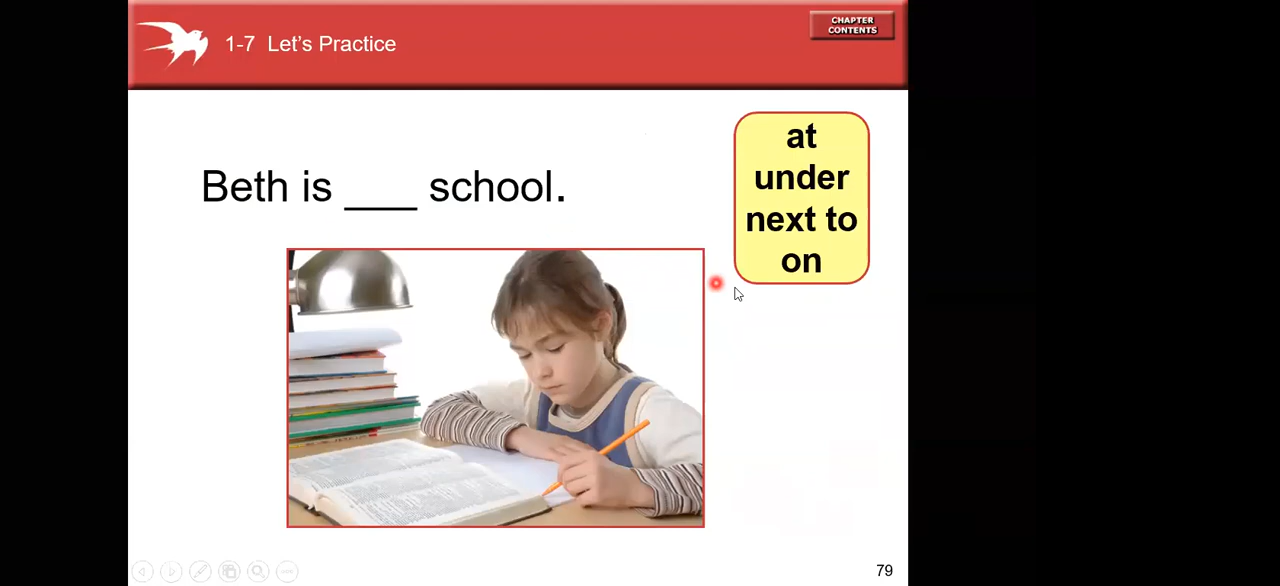 1-7 Let's Practice
CHAPTER
CONTENTS
Beth is ___ school.
at
under
next to
on
79